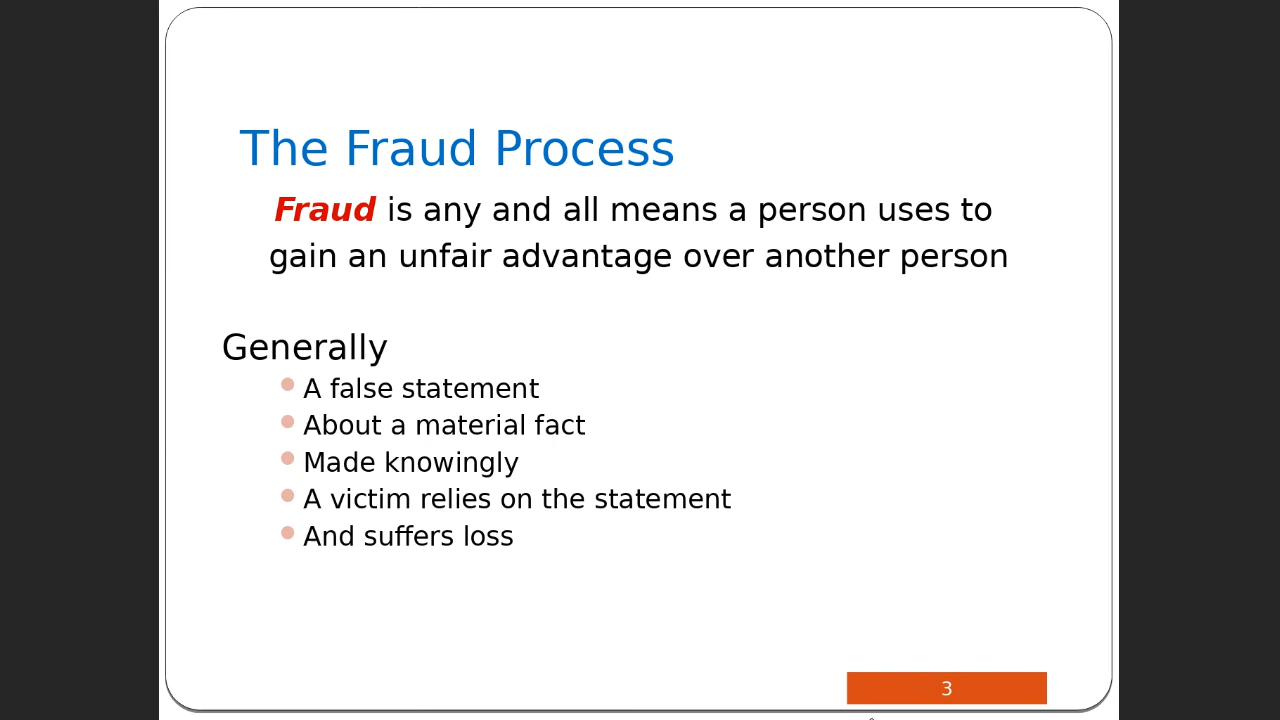 The Fraud Process
Fraud is any and all means a person uses to
gain an unfair advantage over another person
Generally
A false statement
About a material fact
Made knowingly
A victim relies on the statement
And suffers loss
3